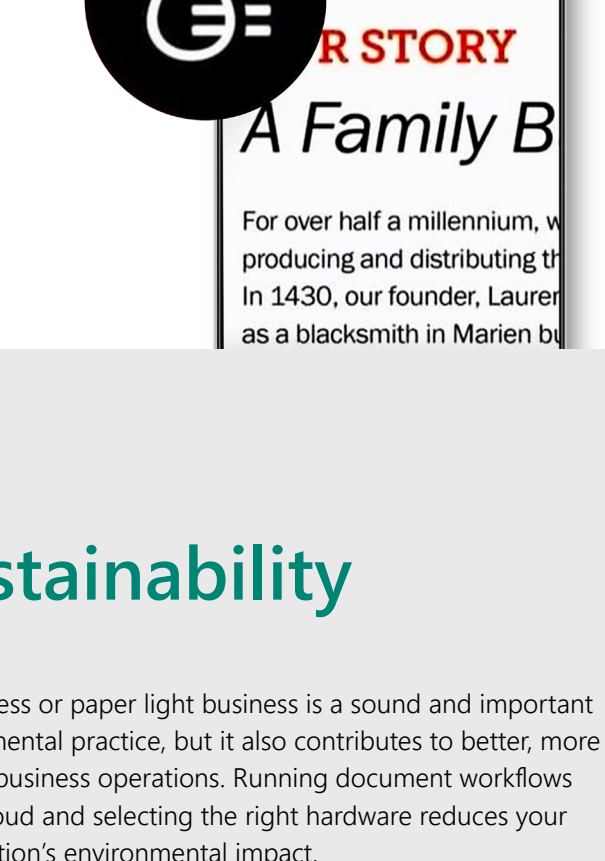 R STORY
A Family B
For over half a millennium, w
producing and distributing th
In 1430, our founder, Lauren
as a blacksmith in Marien bu
stainability
ess or paper light business is a sound and important
mental practice, but it also contributes to better, more
business operations. Running document workflows
oud and selecting the right hardware reduces your
tion's environmental impact.